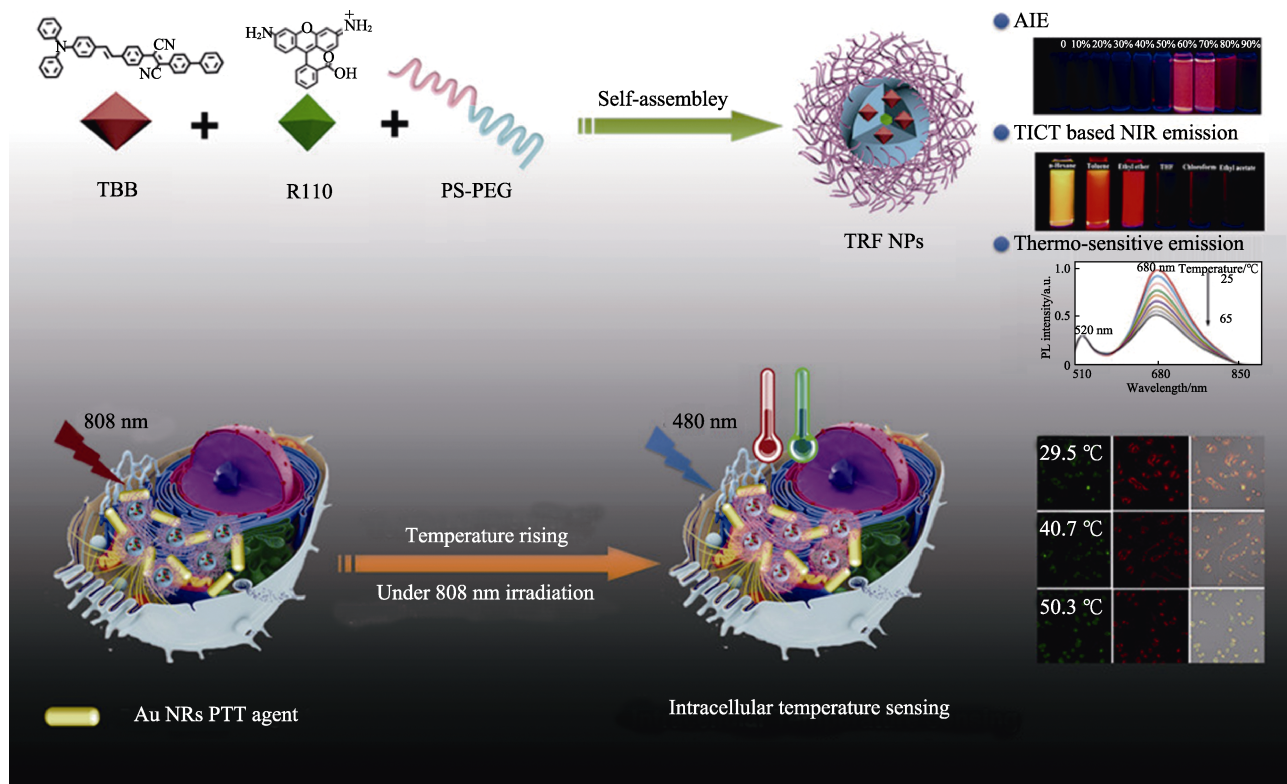 AIE
0 10% 20% 30% 40% 50% 60% 70% 80% 90%
N
CN
NC
H₂N
O
+
NH₂
O
OH
TBB
+
R110
+
PS-PEG
Self-assembley
TRF NPs
TICT based NIR emission
n-Hexane Toluene Ethyl ether THF Chloroform Ethyl acetate
Thermo-sensitive emission
PL intensity/a.u.
1.0
0.5
0
680 nm
Temperature/℃
25
65
520 nm
510 680 850
Wavelength/nm
808 nm
480 nm
Temperature rising
Under 808 nm irradiation
29.5 ℃
40.7 ℃
50.3 ℃
Au NRs PTT agent
Intracellular temperature sensing